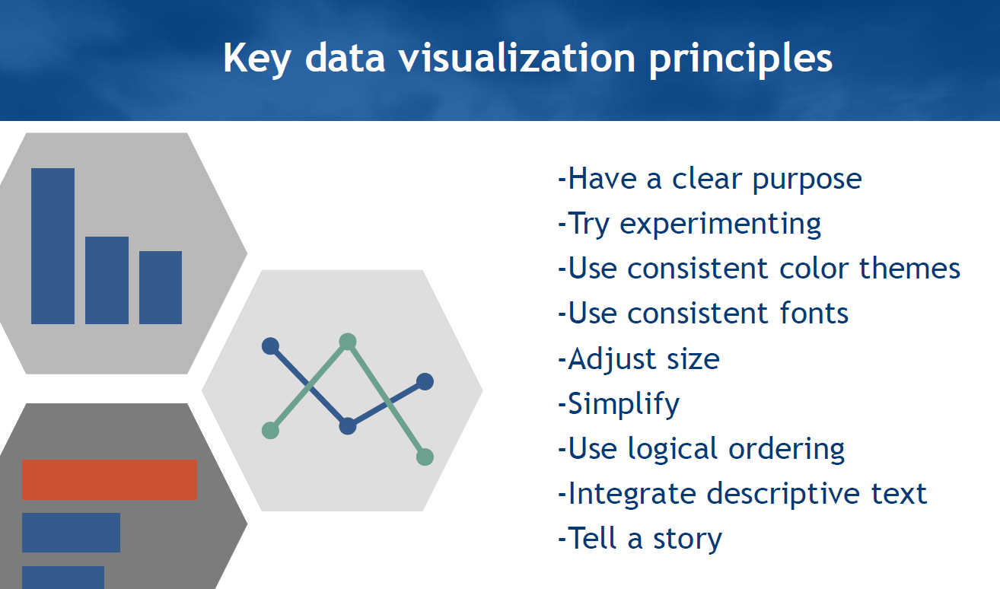 Key data visualization principles
-Have a clear purpose
-Try experimenting
-Use consistent color themes
-Use consistent fonts
-Adjust size
-Simplify
-Use logical ordering
-Integrate descriptive text
-Tell a story